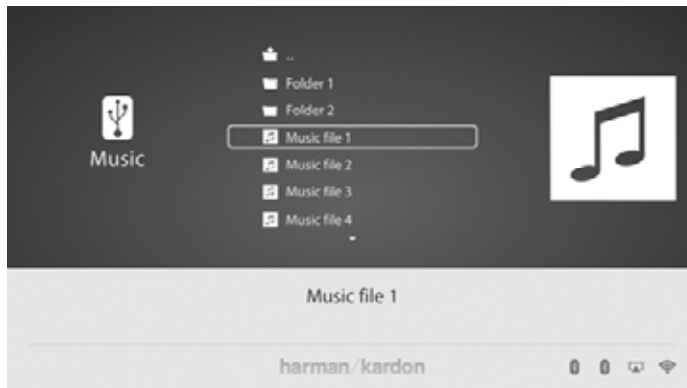 ..
Folder 1
Folder 2
Music file 1
Music
Music file 2
Music file 3
Music file 4
Music file 1
harman/kardon